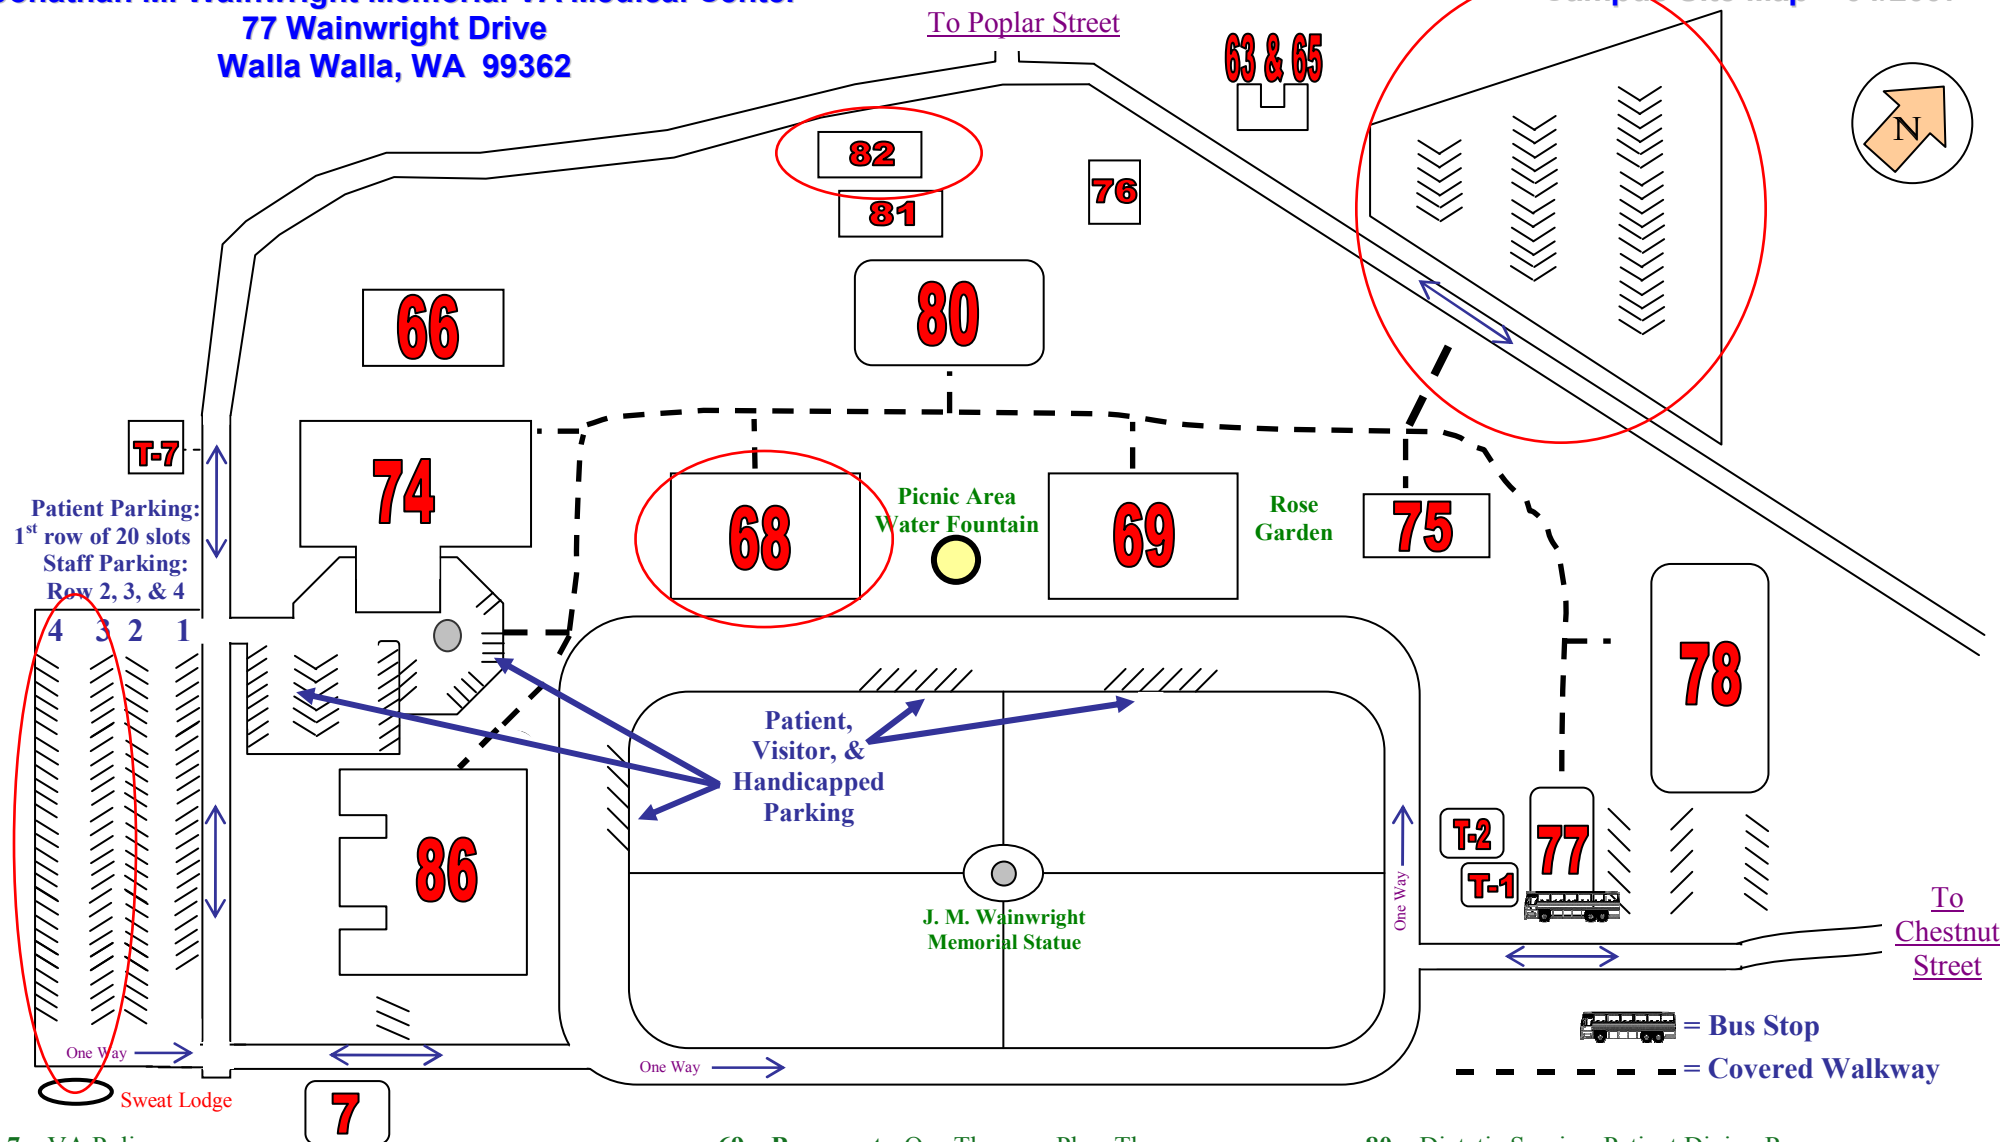 77 Wainwright Drive
Walla Walla, WA 99362
To Poplar Street
63 & 65
N
82
81
76
80
66
T-7
74
68
69
75
78
Picnic Area
Water Fountain
Rose
Garden
Patient Parking:
1st row of 20 slots
Staff Parking:
Row 2, 3, & 4
4 3 2 1
Patient,
Visitor, &
Handicapped
Parking
86
J. M. Wainwright
Memorial Statue
One Way
T-2
T-1
77
To
Chestnut
Street
= Bus Stop
= Covered Walkway
One Way
One Way
Sweat Lodge
7